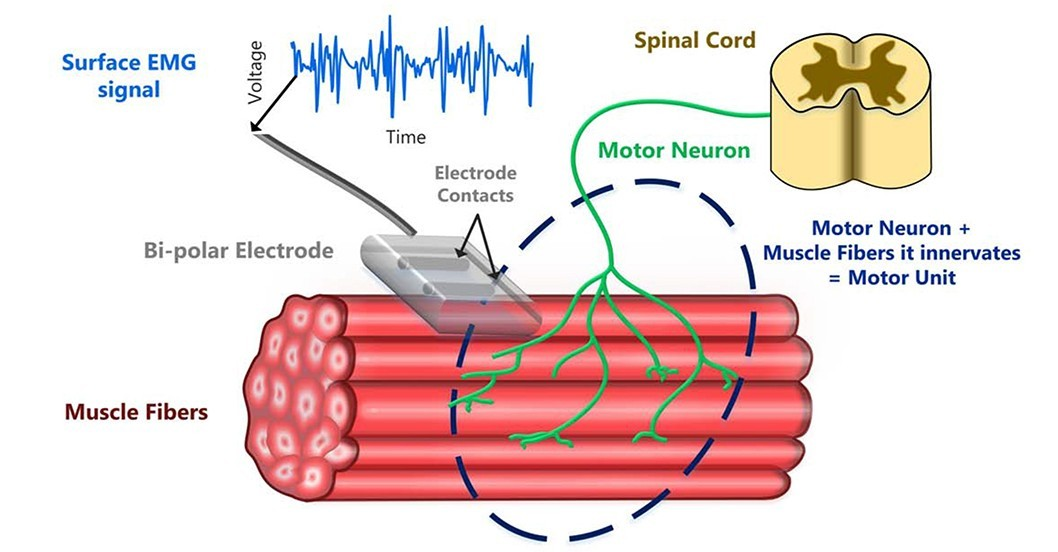 Surface EMG
signal
Voltage
Time
Spinal Cord
Motor Neuron
Electrode
Contacts
Bi-polar Electrode
Motor Neuron +
Muscle Fibers it innervates
= Motor Unit
Muscle Fibers